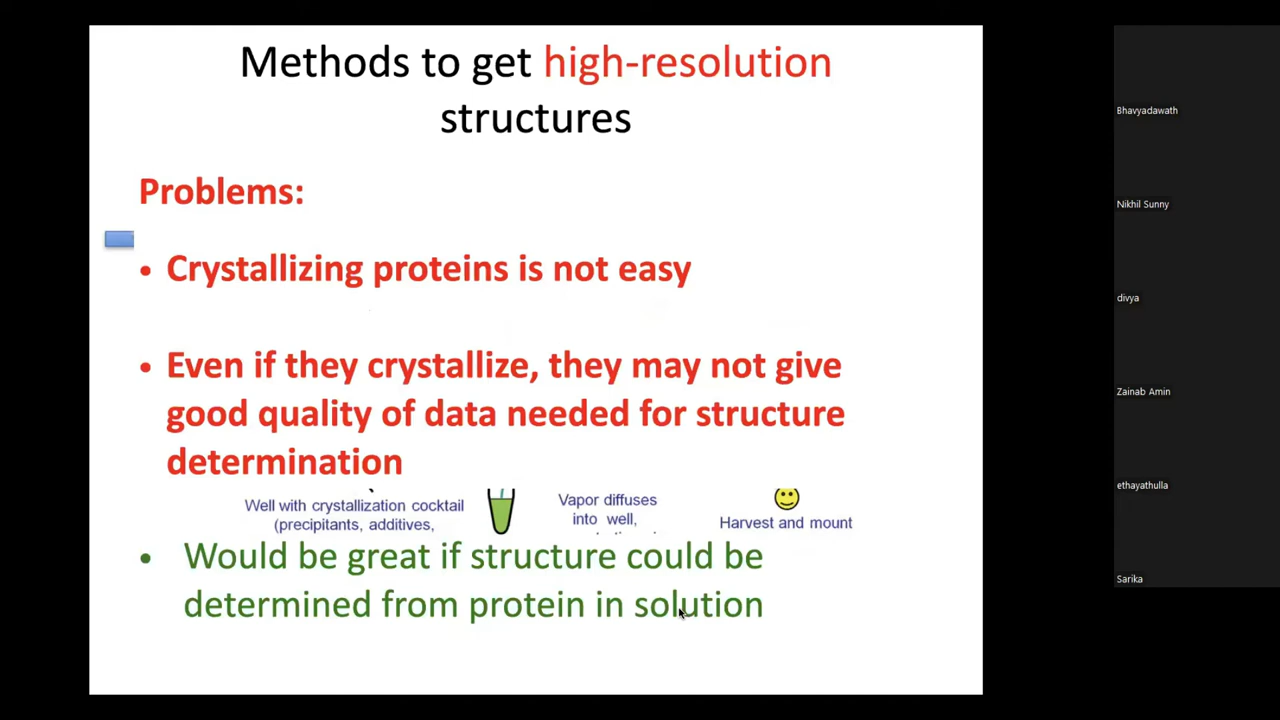 Methods to get high-resolution
structures
Problems:
• Crystallizing proteins is not easy
• Even if they crystallize, they may not give
good quality of data needed for structure
determination
Well with crystallization cocktail
(precipitants, additives,
Vapor diffuses
into well,
Harvest and mount
• Would be great if structure could be
determined from protein in solution
Bhavyadawath
Nikhil Sunny
divya
Zainab Amin
ethayathulla
Sarika